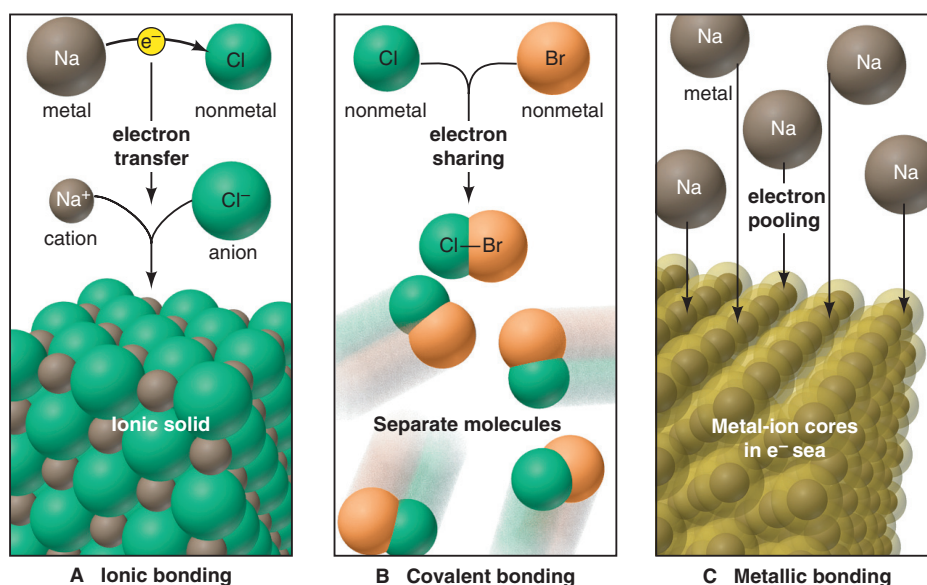 Na
e⁻
Cl
metal
nonmetal
electron
transfer
Na⁺
Cl⁻
cation
anion
Ionic solid
A Ionic bonding
Cl
Br
nonmetal
nonmetal
electron
sharing
Cl—Br
Separate molecules
B Covalent bonding
Na
Na
metal
Na
Na
Na
electron
pooling
Metal-ion cores
in e⁻ sea
C Metallic bonding